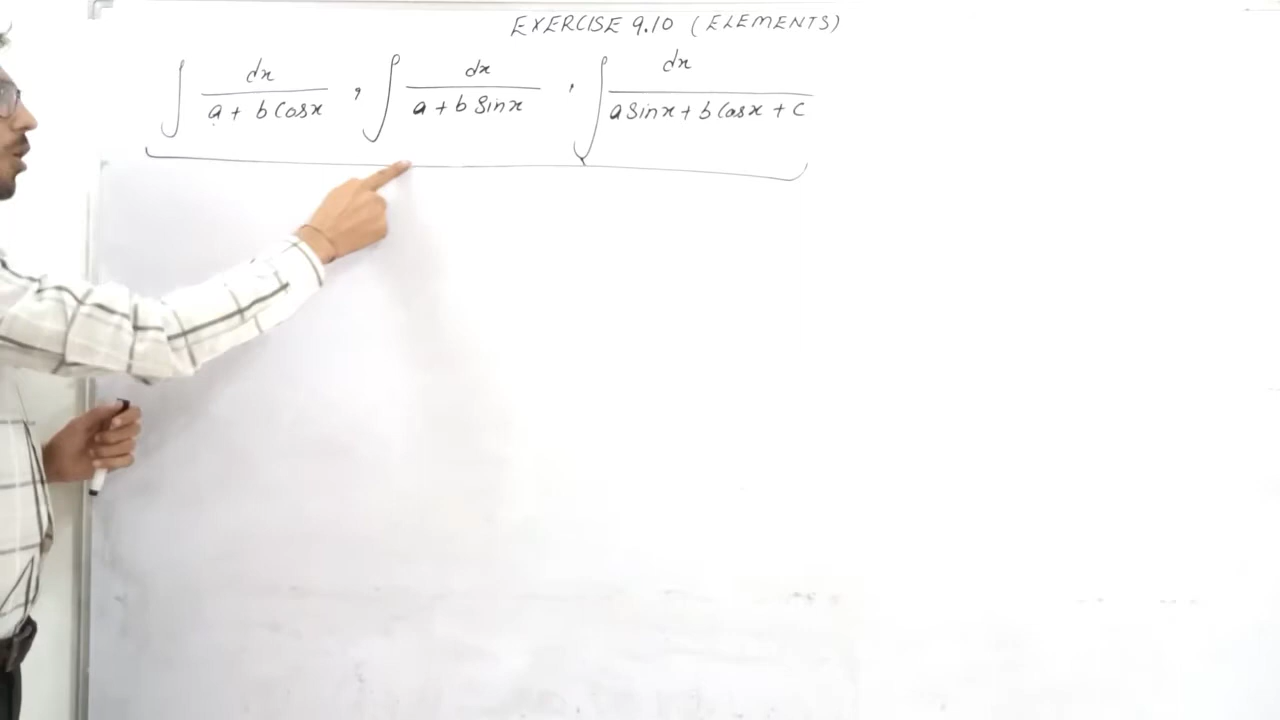 EXERCISE 9.10 (ELEMENTS)
∫ dx / (a + b Cosx) , ∫ dx / (a + b Sinx) , ∫ dx / (a Sinx + b Cosx + c)